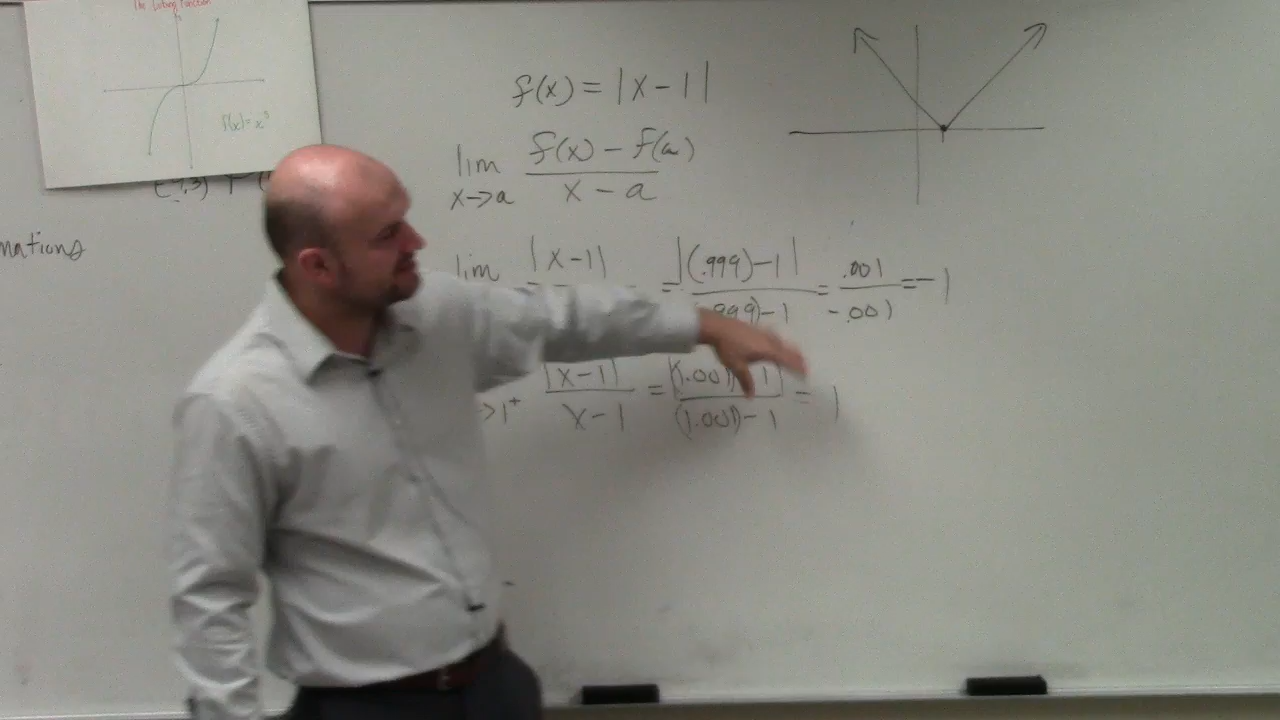 The Cubing Function
f(x)=x³
f(x) = |x-1|
lim f(x) - f(a)
x→a x - a
nations
lim |x-1| = |(.999)-1| = .001 = -1
.999)-1 -.001
|x-1| = |(1.001)-1| = 1
→1⁺ x-1 (1.001)-1